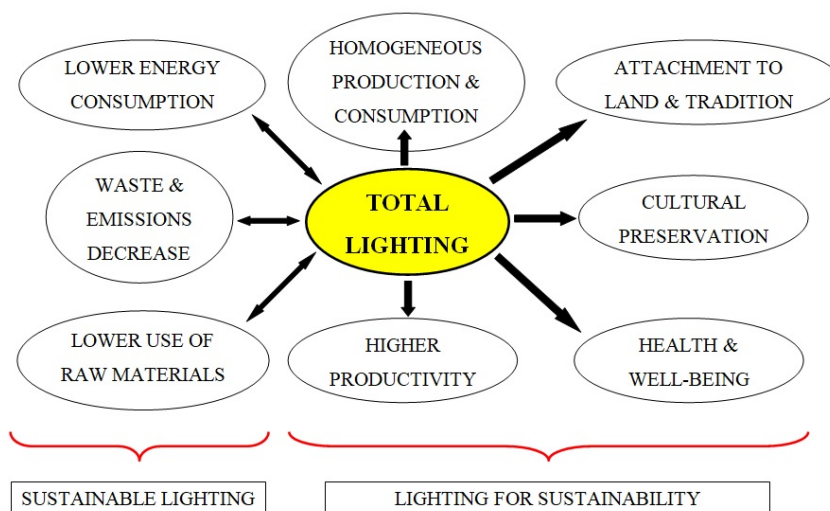 LOWER ENERGY
CONSUMPTION
HOMOGENEOUS
PRODUCTION &
CONSUMPTION
ATTACHMENT TO
LAND & TRADITION
WASTE &
EMISSIONS
DECREASE
TOTAL
LIGHTING
CULTURAL
PRESERVATION
LOWER USE OF
RAW MATERIALS
HIGHER
PRODUCTIVITY
HEALTH &
WELL-BEING
SUSTAINABLE LIGHTING
LIGHTING FOR SUSTAINABILITY